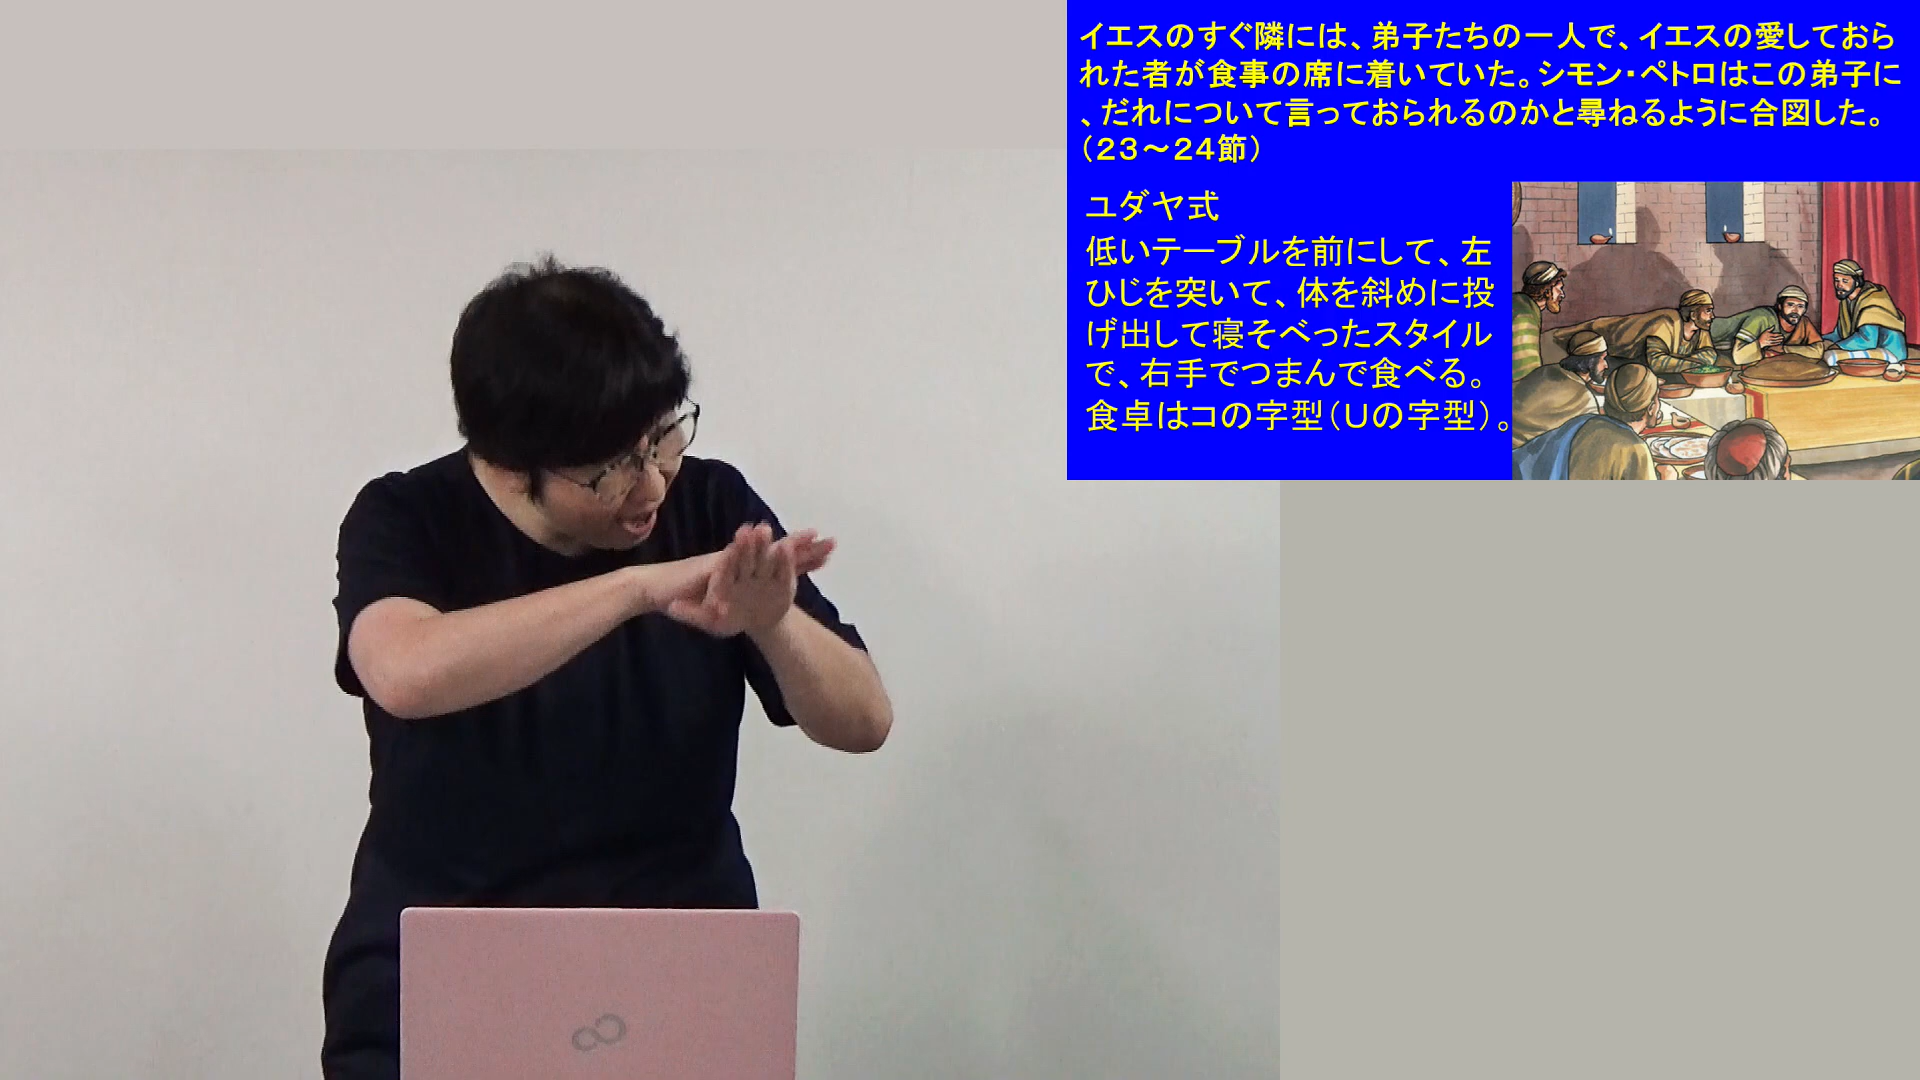 イエスのすぐ隣には、弟子たちの一人で、イエスの愛しておら
れた者が食事の席に着いていた。シモン・ペトロはこの弟子に
、だれについて言っておられるのかと尋ねるように合図した。
（２３～２４節）
ユダヤ式
低いテーブルを前にして、左
ひじを突いて、体を斜めに投
げ出して寝そべったスタイル
で、右手でつまんで食べる。
食卓はコの字型（Ｕの字型）。